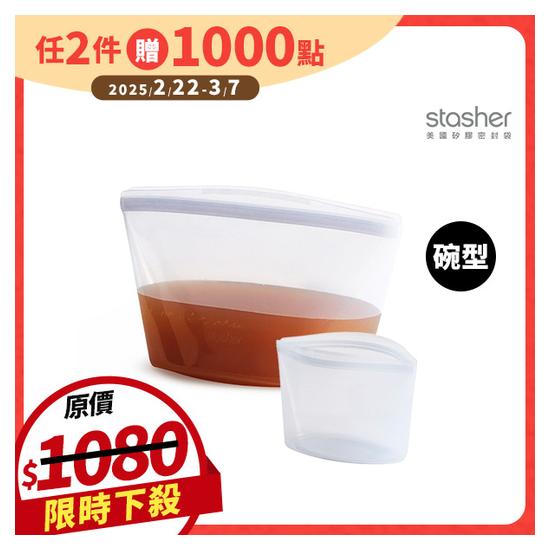 任2件贈1000點
2025/2/22-3/7
stasher
美國矽膠密封袋
碗型
stasher
原價
$1080
限時下殺